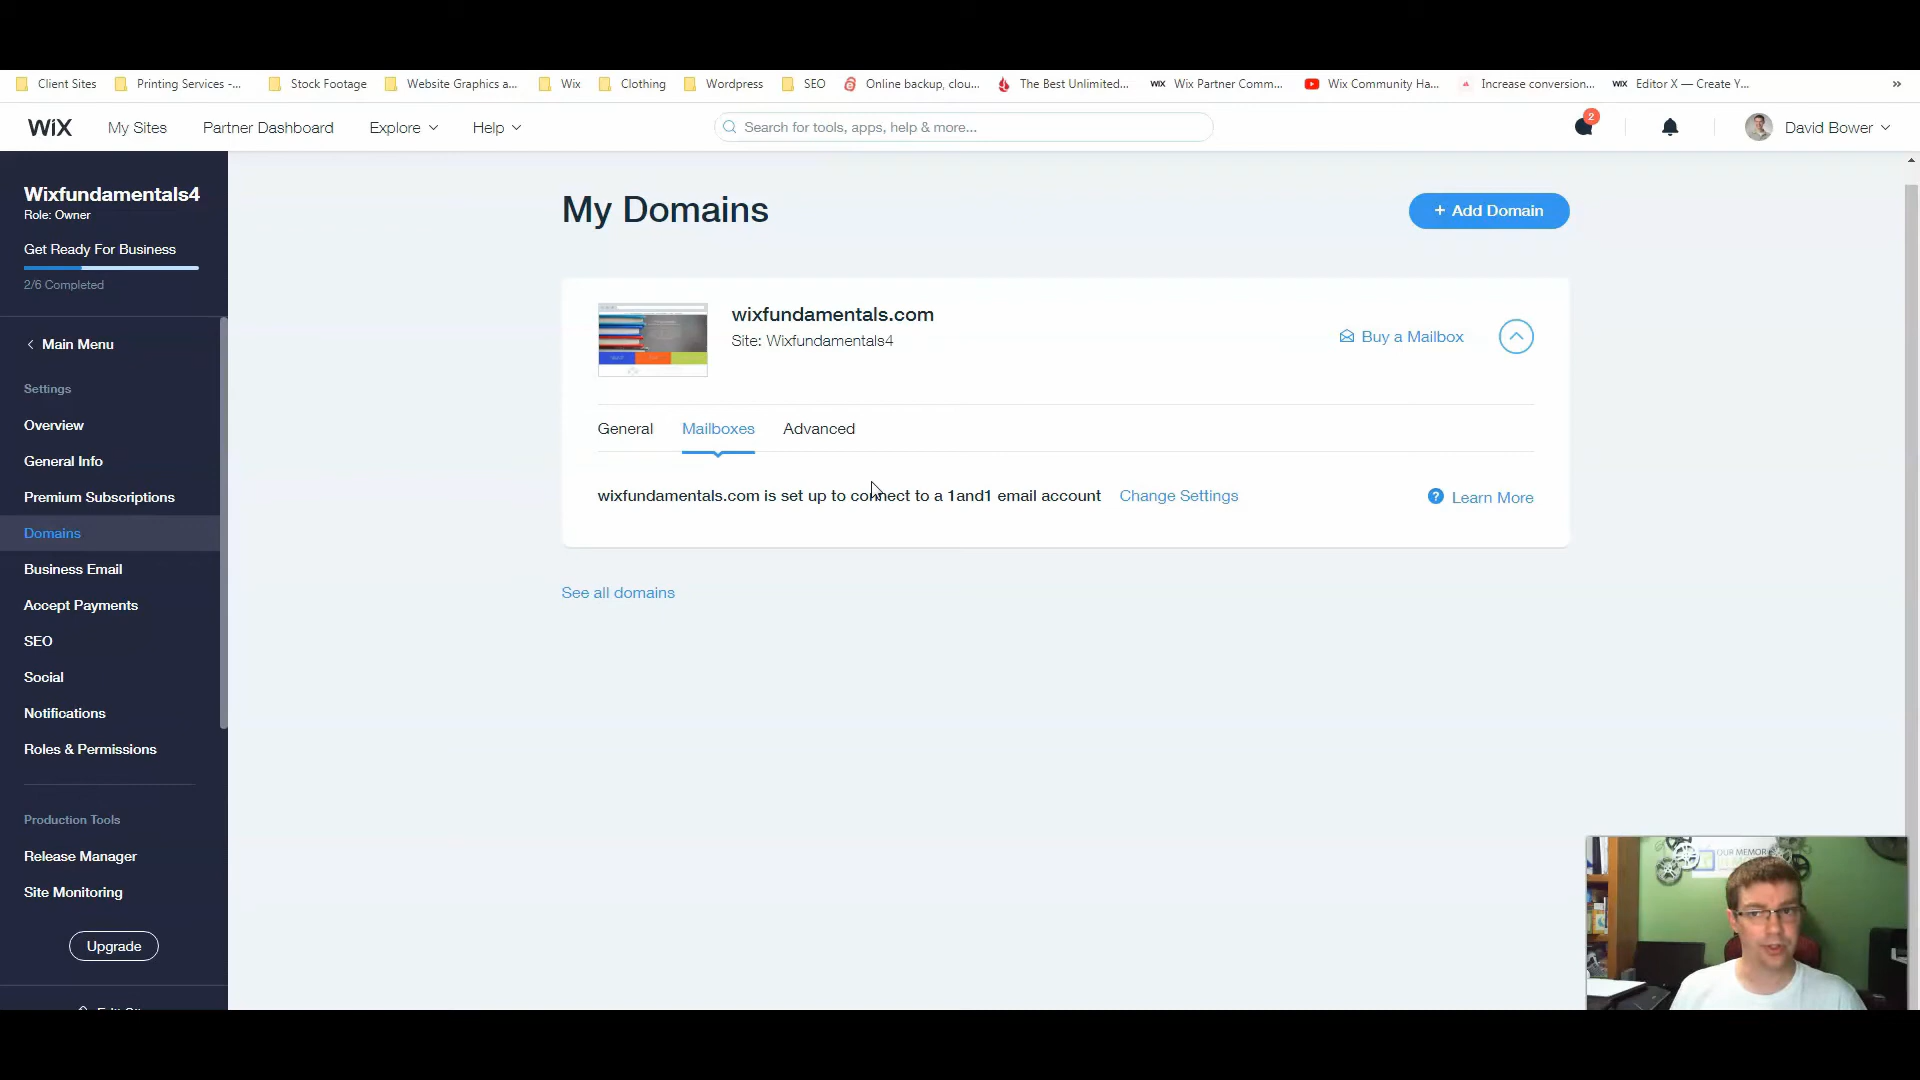 Client Sites
Printing Services -...
Stock Footage
Website Graphics a...
Wix
Clothing
Wordpress
SEO
Online backup, clou...
The Best Unlimited...
WIX Wix Partner Comm...
Wix Community Ha...
Increase conversion...
WIX Editor X — Create Y...
»
WIX
My Sites
Partner Dashboard
Explore
Help
Search for tools, apps, help & more...
2
David Bower
Wixfundamentals4
Role: Owner
Get Ready For Business
2/6 Completed
Main Menu
Settings
Overview
General Info
Premium Subscriptions
Domains
Business Email
Accept Payments
SEO
Social
Notifications
Roles & Permissions
Production Tools
Release Manager
Site Monitoring
Upgrade
My Domains
+ Add Domain
wixfundamentals.com
Site: Wixfundamentals4
Buy a Mailbox
General
Mailboxes
Advanced
wixfundamentals.com is set up to connect to a 1and1 email account
Change Settings
? Learn More
See all domains
OUR MEMOR